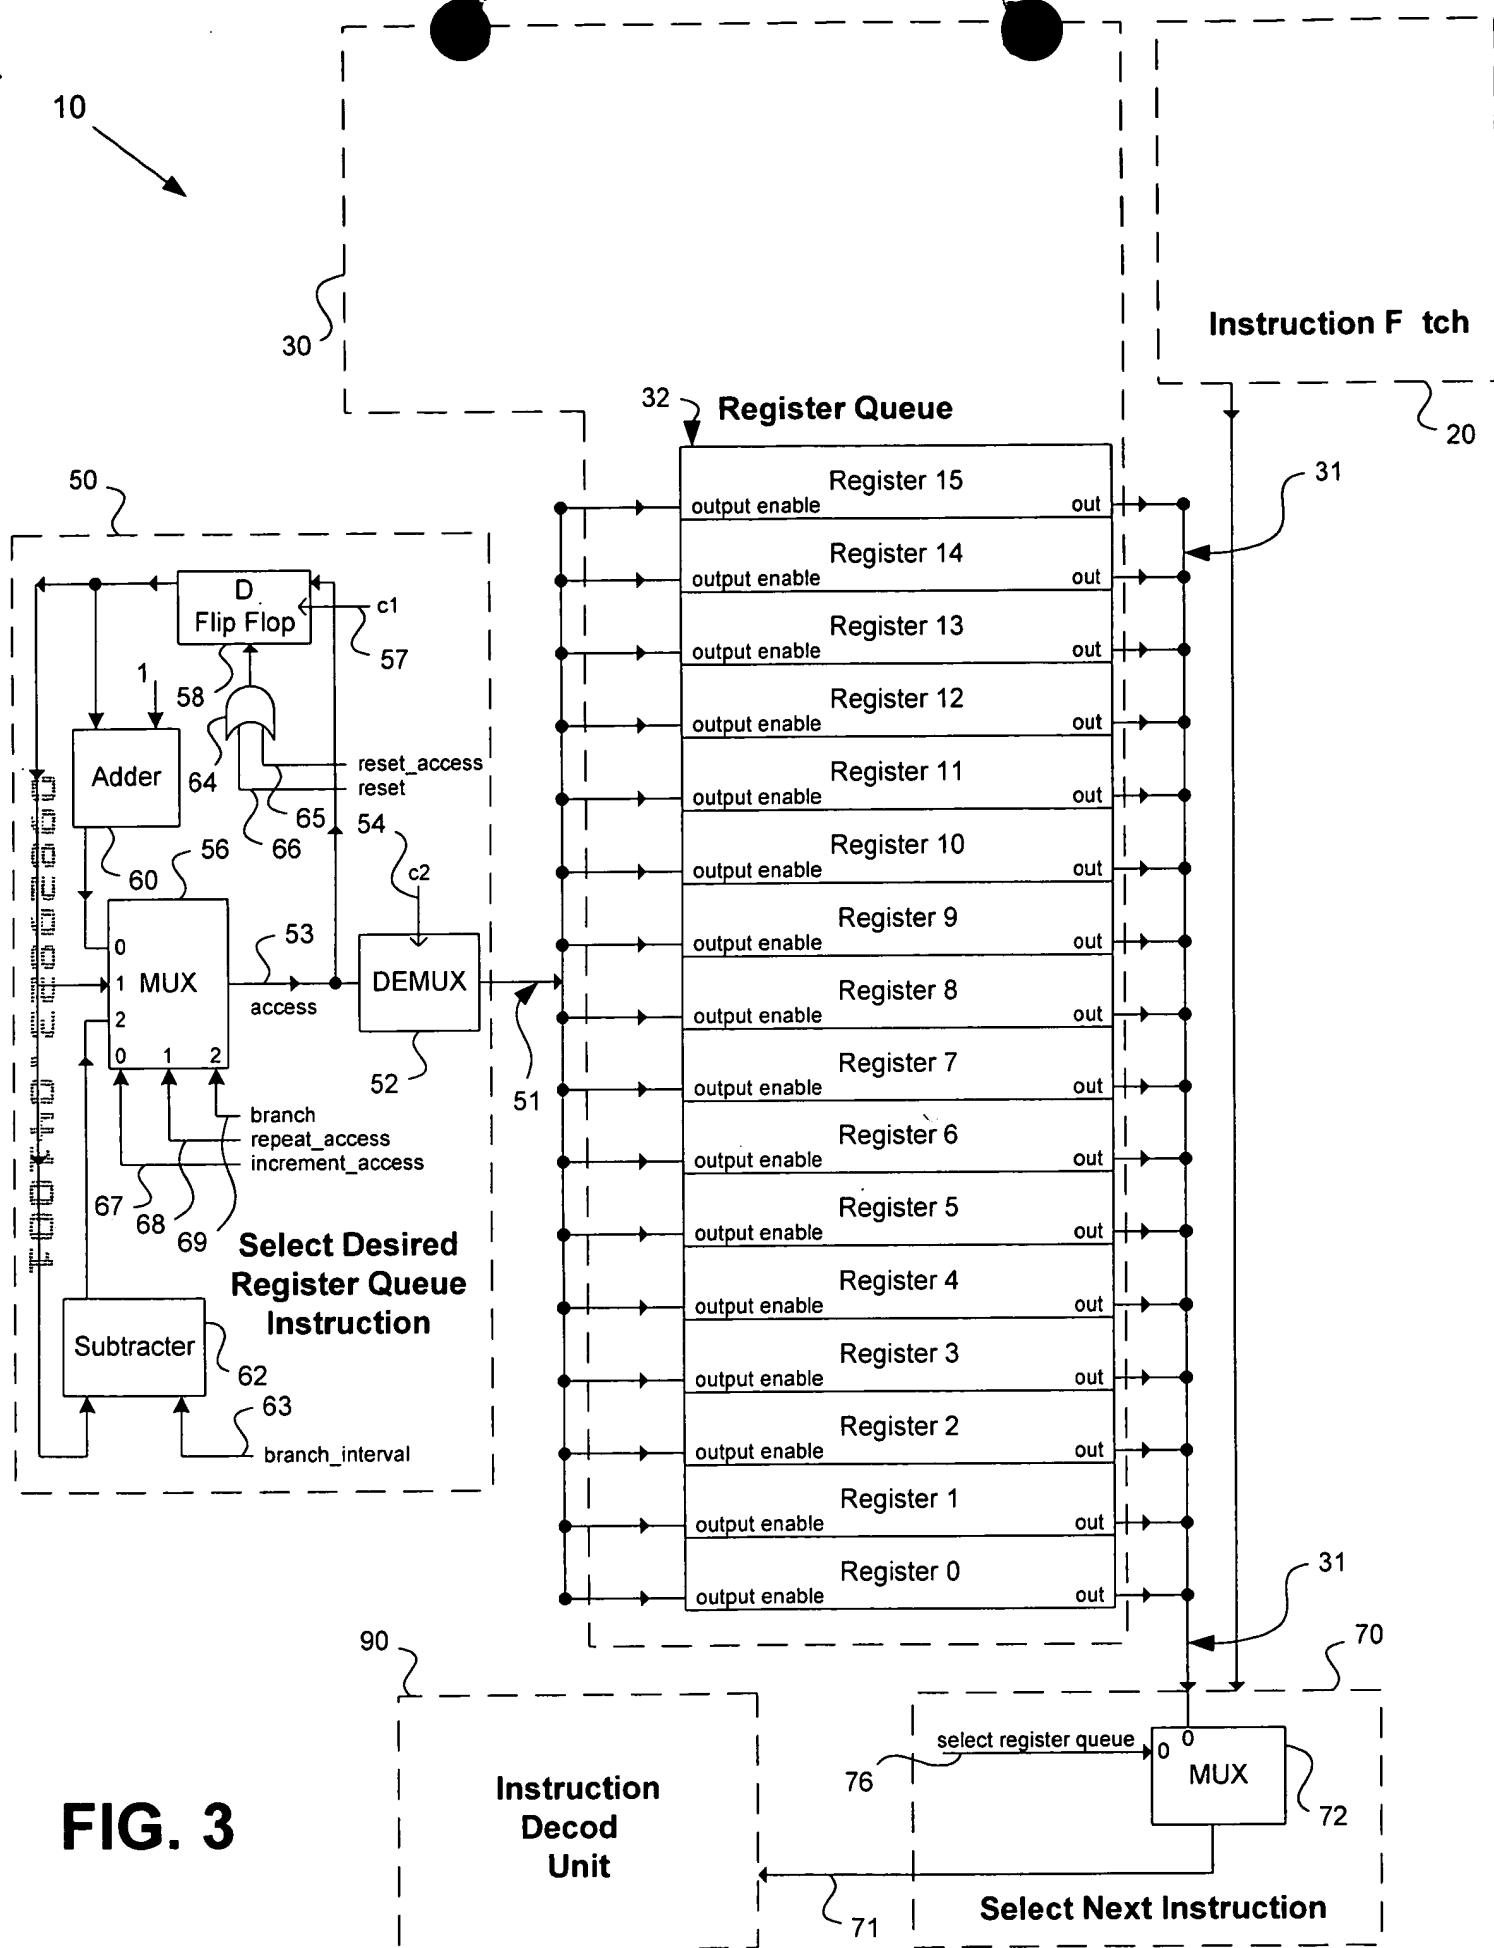 10
30
Instruction F tch
20
32
Register Queue
31
50
Register 15
output enable
out
Register 14
output enable
out
Register 13
output enable
out
Register 12
output enable
out
Register 11
output enable
out
Register 10
output enable
out
Register 9
output enable
out
Register 8
output enable
out
Register 7
output enable
out
Register 6
output enable
out
Register 5
output enable
out
Register 4
output enable
out
Register 3
output enable
out
Register 2
output enable
out
Register 1
output enable
out
Register 0
output enable
out
D
Flip Flop
c1
57
58
1
Adder
64
reset_access
reset
65
66
54
60
56
c2
0
1
2
MUX
0 1 2
53
access
DEMUX
52
51
branch
repeat_access
increment_access
67
68
69
Select Desired
Register Queue
Instruction
Subtracter
62
63
branch_interval
31
90
70
select register queue
76
0
0
MUX
72
Instruction
Decod
Unit
71
Select Next Instruction
FIG. 3